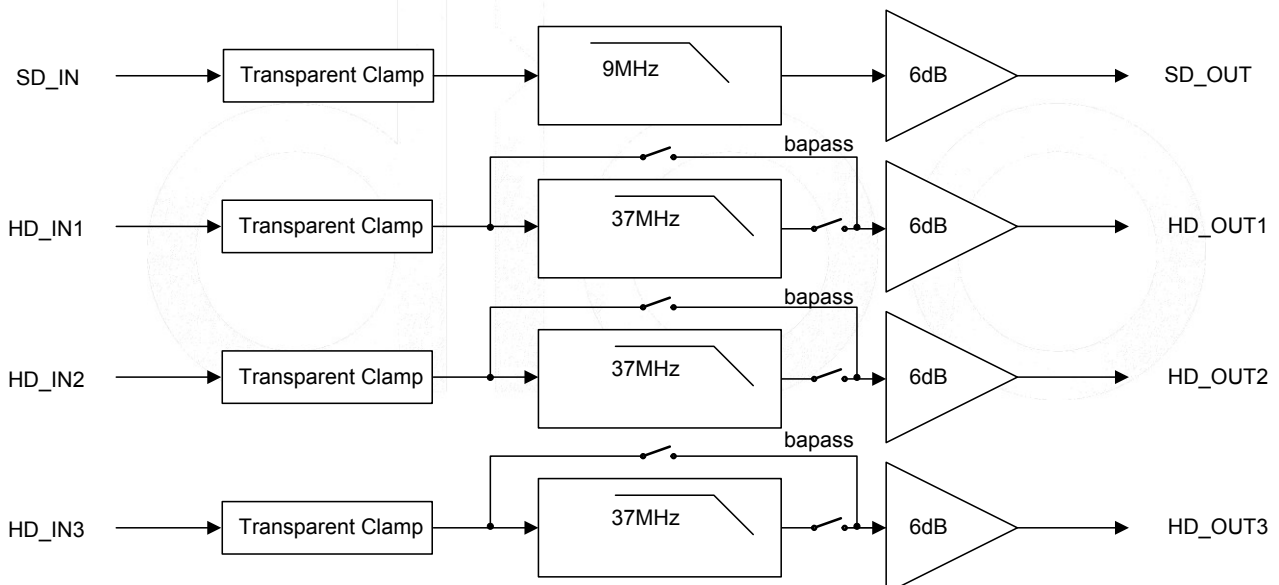 SD_IN Transparent Clamp 9MHz 6dB SD_OUT
bapass
HD_IN1 Transparent Clamp 37MHz 6dB HD_OUT1
bapass
HD_IN2 Transparent Clamp 37MHz 6dB HD_OUT2
bapass
HD_IN3 Transparent Clamp 37MHz 6dB HD_OUT3